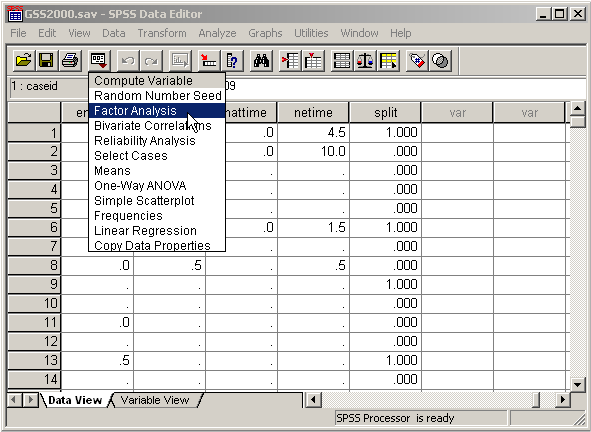 GSS2000.sav - SPSS Data Editor
File Edit View Data Transform Analyze Graphs Utilities Window Help
1 : caseid 09
Compute Variable
Random Number Seed
Factor Analysis
Bivariate Correlations
Reliability Analysis
Select Cases
Means
One-Way ANOVA
Simple Scatterplot
Frequencies
Linear Regression
Copy Data Properties
hattime netime split var var
1 .0 4.5 1.000
2 .0 10.0 .000
3 . . .000
4 . . .000
5 . . .000
6 .0 1.5 1.000
7 . . .000
8 .0 .5 . .5 .000
9 . . . . 1.000
10 . . . . .000
11 .0 . . . .000
12 . . . . .000
13 .5 . . . 1.000
14 . . . . .000
Data View Variable View
SPSS Processor is ready